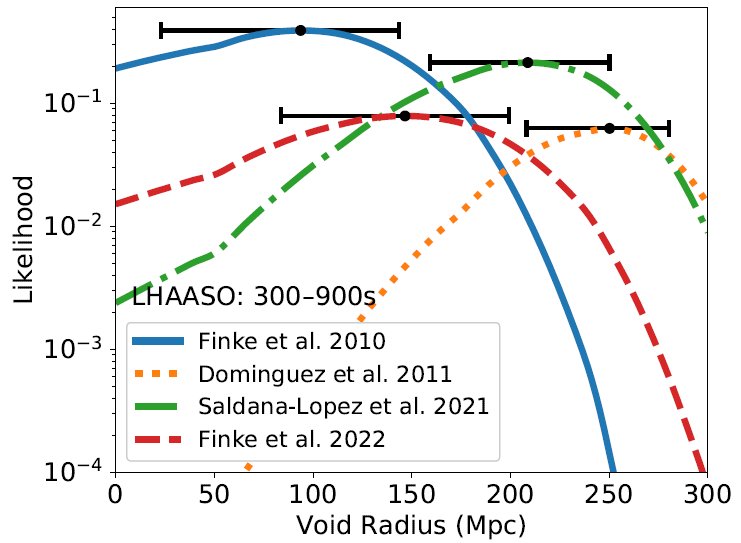 10⁻¹
10⁻²
10⁻³
10⁻⁴
Likelihood
LHAASO: 300–900s
Finke et al. 2010
Dominguez et al. 2011
Saldana-Lopez et al. 2021
Finke et al. 2022
0 50 100 150 200 250 300
Void Radius (Mpc)